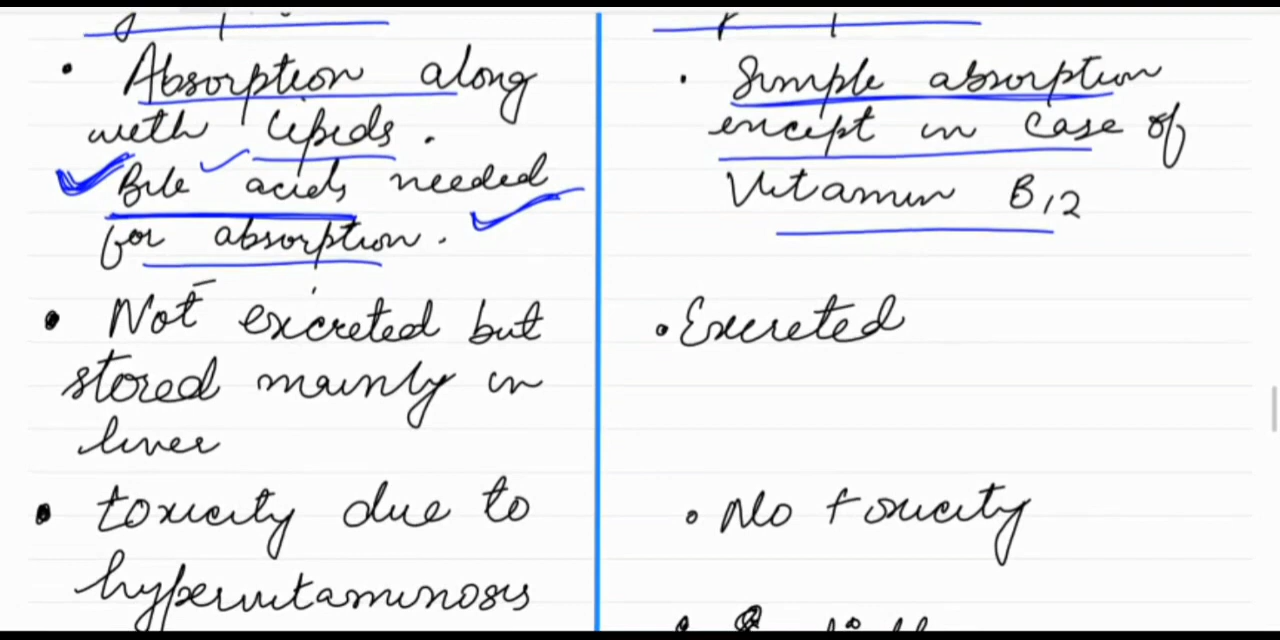 • Absorption along
with lipids.
Bile acids needed
for absorption.
• Not excreted but
stored mainly in
liver
• toxicity due to
hypervitaminosis
• Simple absorption
except in case of
Vitamin B12
• Excreted
• No toxicity